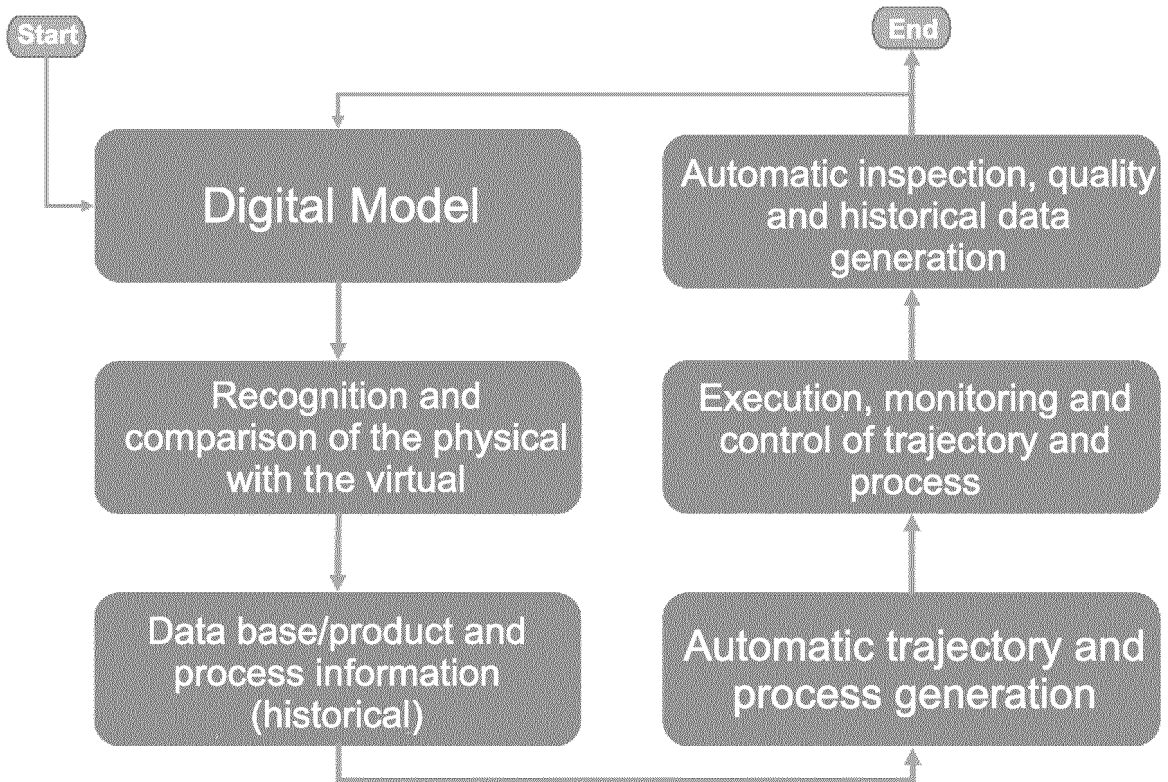 Start
End
Digital Model
Recognition and
comparison of the physical
with the virtual
Data base/product and
process information
(historical)
Automatic inspection, quality
and historical data
generation
Execution, monitoring and
control of trajectory and
process
Automatic trajectory and
process generation